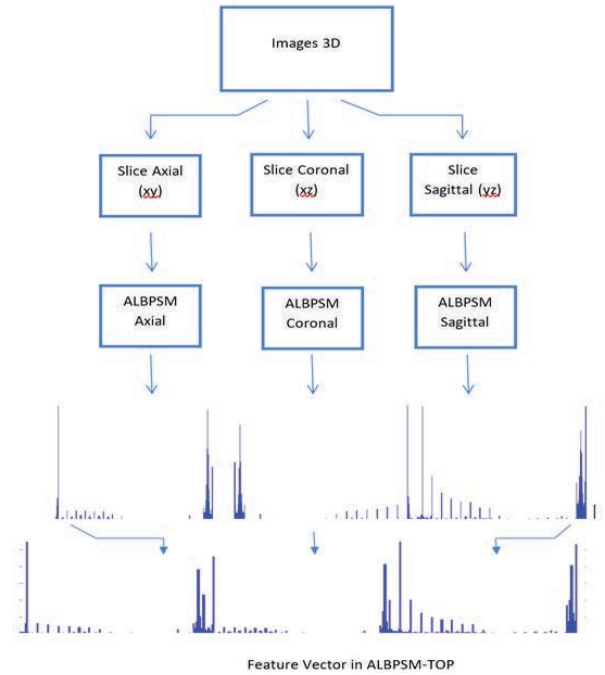 Images 3D
Slice Axial
(xy)
Slice Coronal
(xz)
Slice
Sagittal (yz)
ALBPSM
Axial
ALBPSM
Coronal
ALBPSM
Sagittal
Feature Vector in ALBPSM-TOP